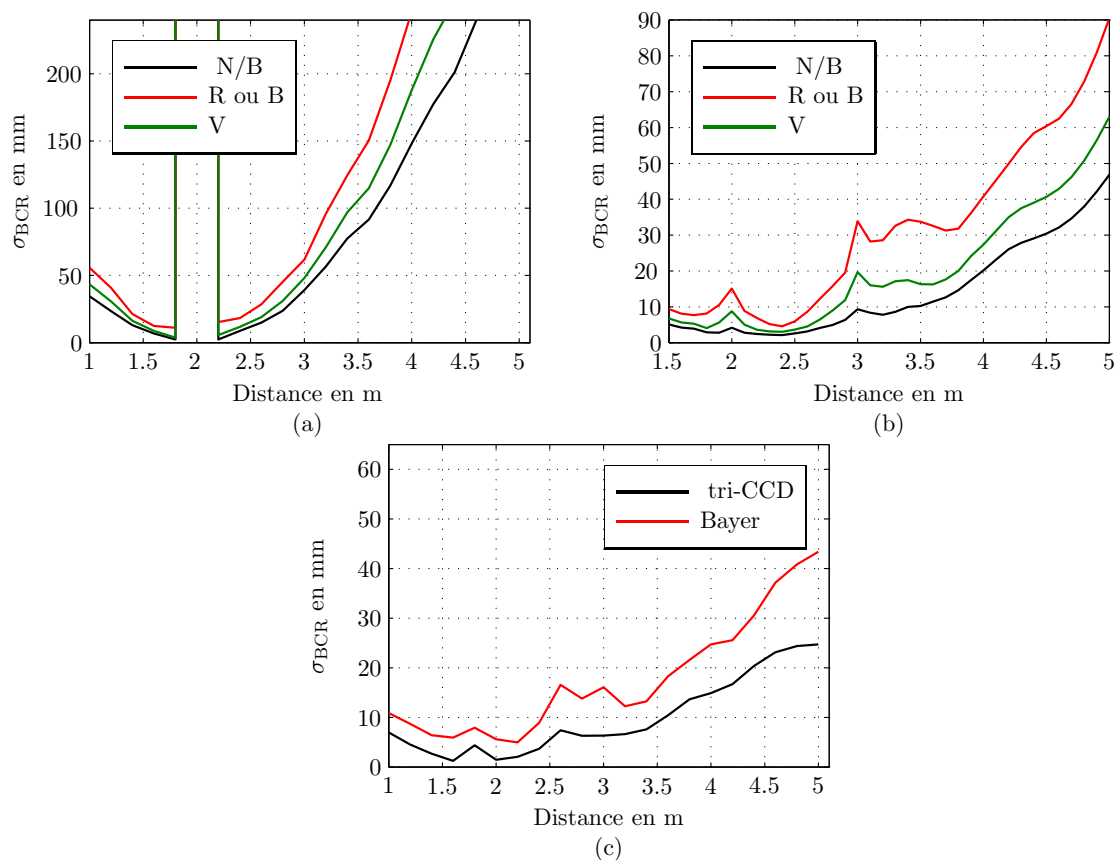 200
150
100
50
0
σBCR en mm
N/B
R ou B
V
1 1.5 2 2.5 3 3.5 4 4.5 5
Distance en m
(a)
90
80
70
60
50
40
30
20
10
0
σBCR en mm
N/B
R ou B
V
1.5 2 2.5 3 3.5 4 4.5 5
Distance en m
(b)
60
50
40
30
20
10
0
σBCR en mm
tri-CCD
Bayer
1 1.5 2 2.5 3 3.5 4 4.5 5
Distance en m
(c)